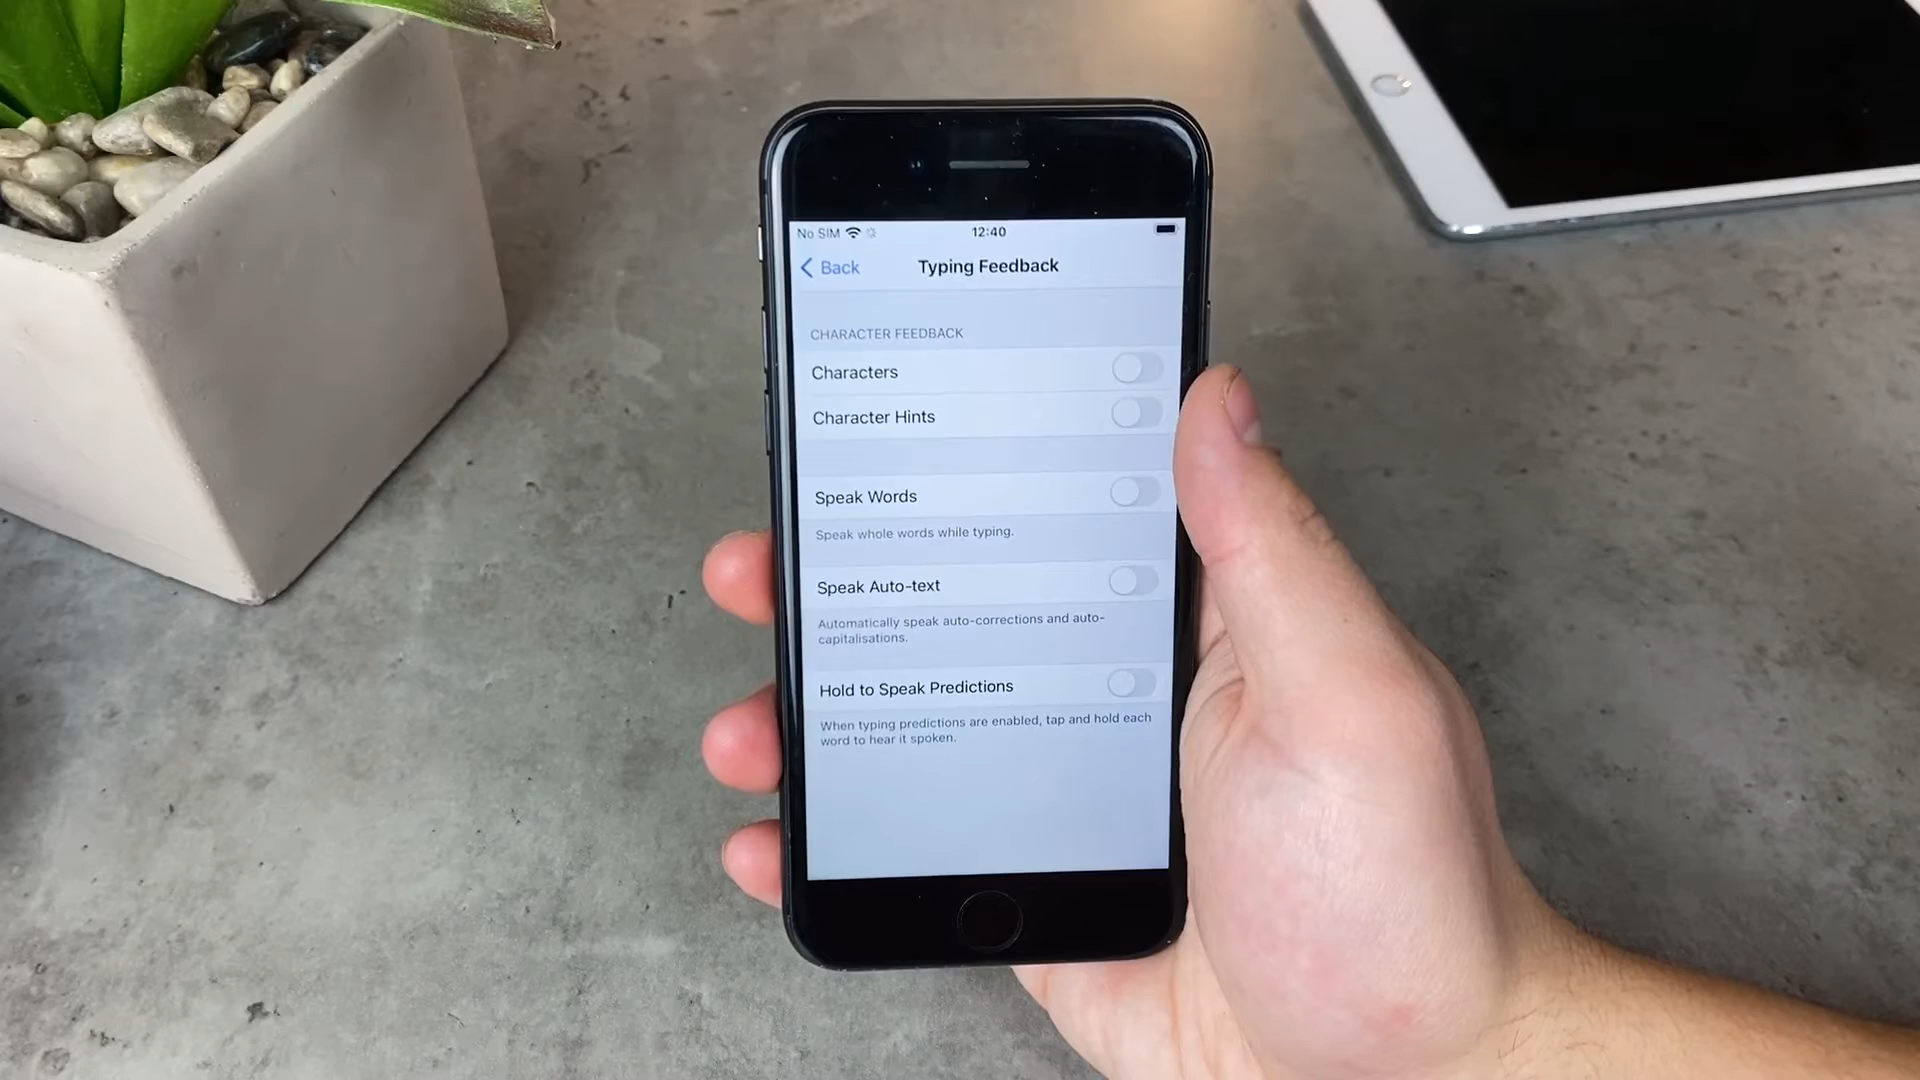 No SIM 12:40
Back Typing Feedback
CHARACTER FEEDBACK
Characters
Character Hints
Speak Words
Speak whole words while typing.
Speak Auto-text
Automatically speak auto-corrections and auto-
capitalisations.
Hold to Speak Predictions
When typing predictions are enabled, tap and hold each
word to hear it spoken.